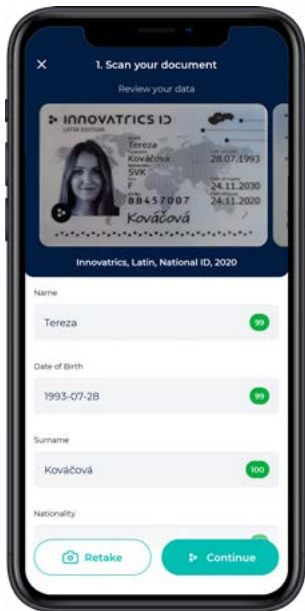 1. Scan your document
Review your data
INNOVATRICS ID
LATIN EDITION
Tereza
Kováčová
28.07.1993
SVK
F
24.11.2030
BB457007
24.11.2020
Kováčová
Innovatrics, Latin, National ID, 2020
Name
Tereza
99
Date of Birth
1993-07-28
99
Surname
Kováčová
100
Nationality
Retake
Continue